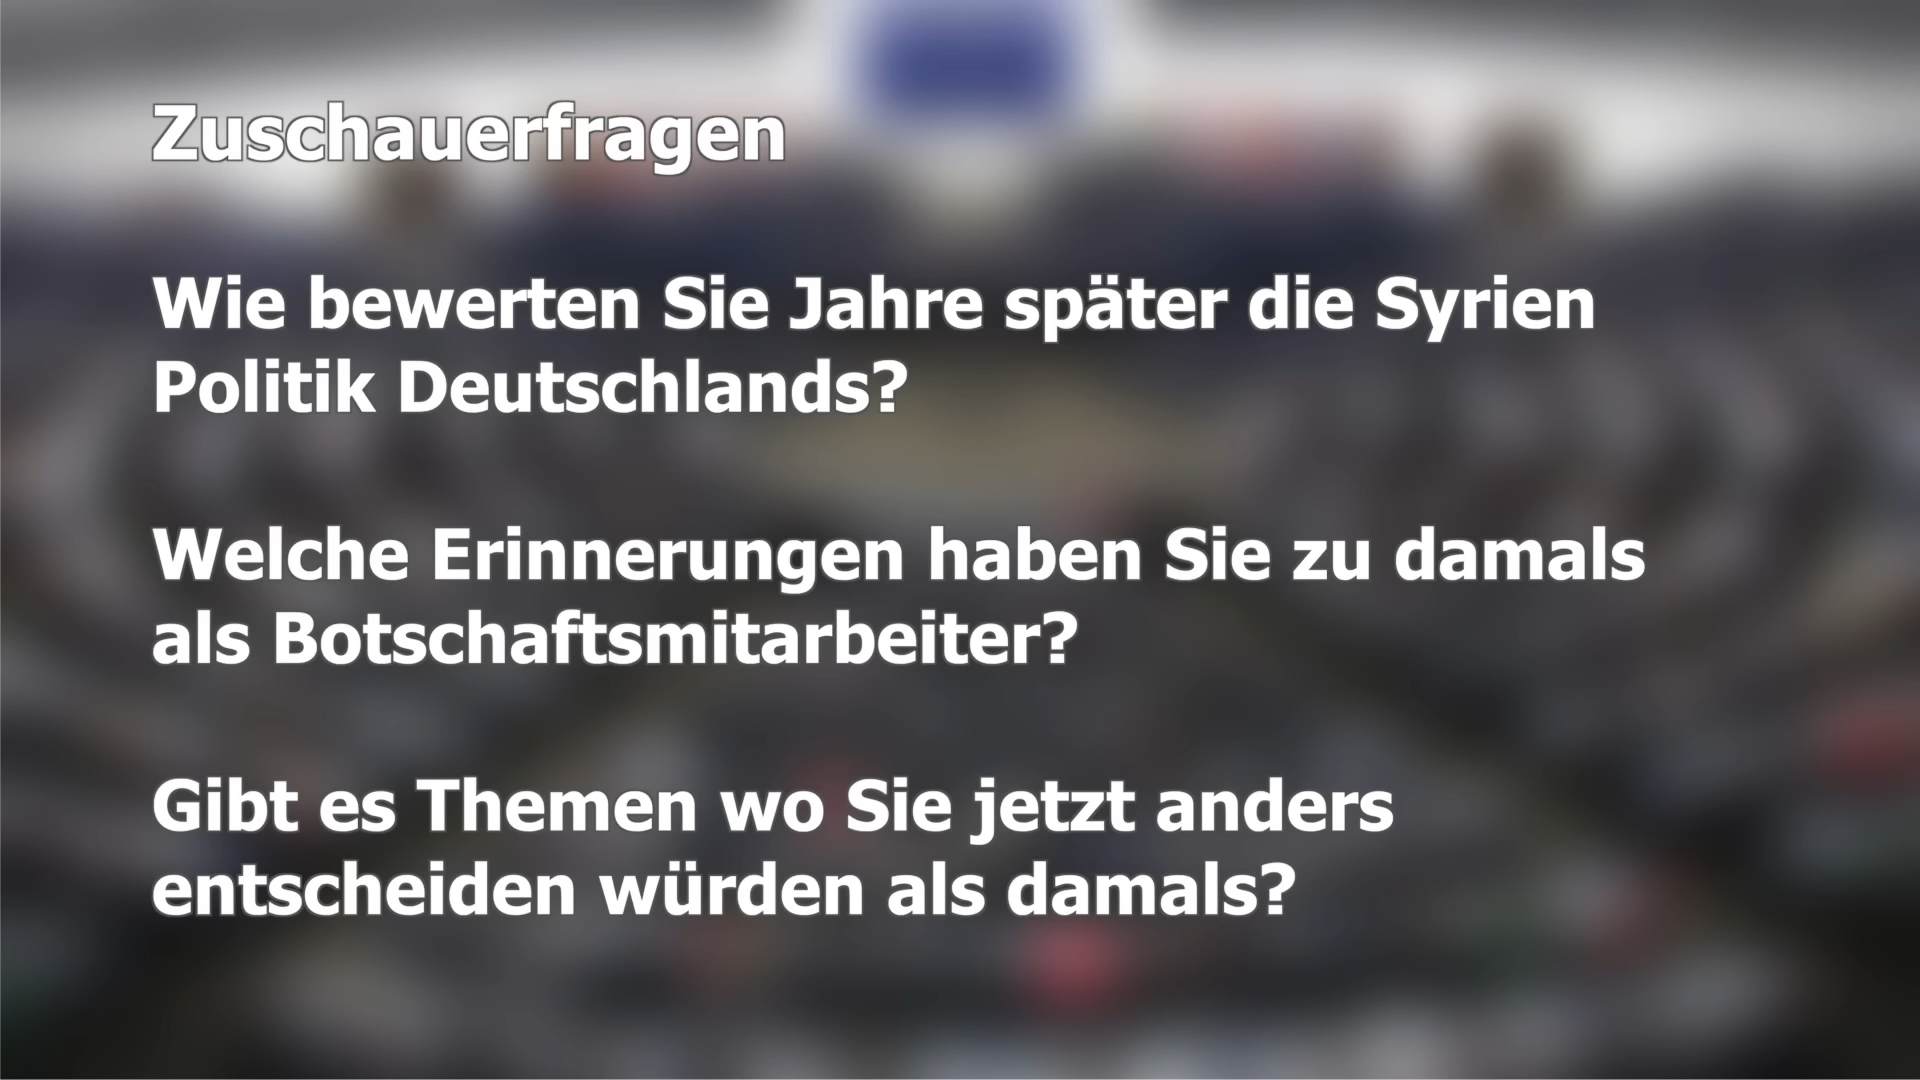 Zuschauerfragen
Wie bewerten Sie Jahre später die Syrien
Politik Deutschlands?
Welche Erinnerungen haben Sie zu damals
als Botschaftsmitarbeiter?
Gibt es Themen wo Sie jetzt anders
entscheiden würden als damals?